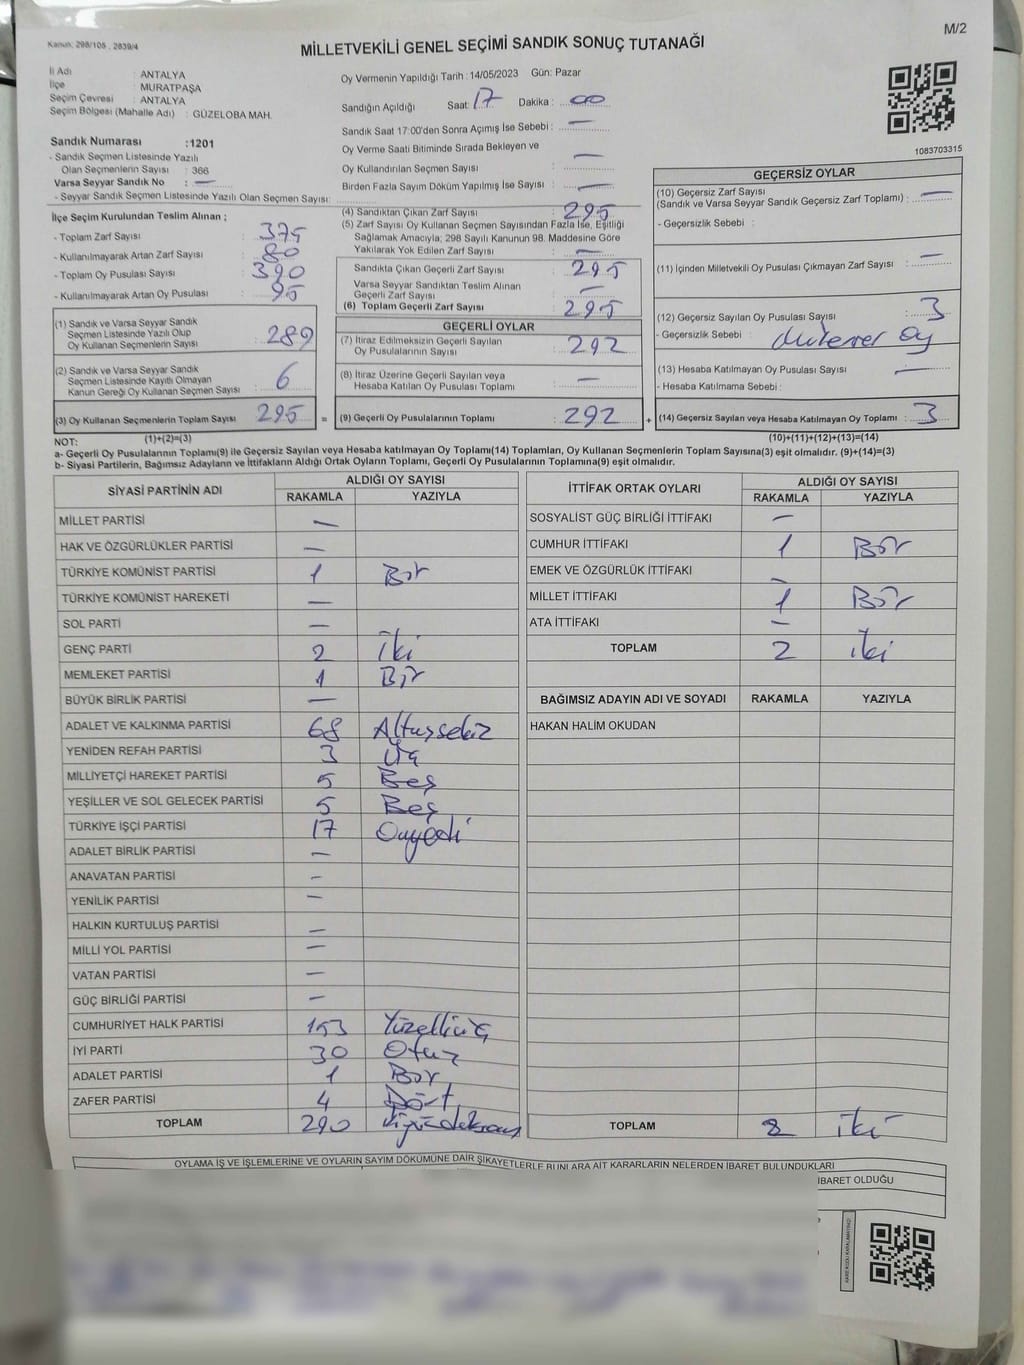 Kanun: 298/105, 2839/4
M/2
MİLLETVEKİLİ GENEL SEÇİMİ SANDIK SONUÇ TUTANAĞI
İl Adı : ANTALYA
İlçe : MURATPAŞA
Seçim Çevresi : ANTALYA
Seçim Bölgesi (Mahalle Adı) : GÜZELOBA MAH.
Sandık Numarası :1201
- Sandık Seçmen Listesinde Yazılı
Olan Seçmenlerin Sayısı : 366
Varsa Seyyar Sandık No : —
- Seyyar Sandık Seçmen Listesinde Yazılı Olan Seçmen Sayısı:
Oy Vermenin Yapıldığı Tarih :14/05/2023 Gün: Pazar
Sandığın Açıldığı Saat: 17 Dakika : 00
Sandık Saat 17:00'den Sonra Açımış İse Sebebi : —
Oy Verme Saati Bitiminde Sırada Bekleyen ve
Oy Kullandırılan Seçmen Sayısı —
Birden Fazla Sayım Döküm Yapılmış İse Sayısı : —
1083703315
İlçe Seçim Kurulundan Teslim Alınan ;
- Toplam Zarf Sayısı : 375
- Kullanılmayarak Artan Zarf Sayısı : 80
- Toplam Oy Pusulası Sayısı : 390
- Kullanılmayarak Artan Oy Pusulası : 95
(4) Sandıktan Çıkan Zarf Sayısı : 295
(5) Zarf Sayısı Oy Kullanan Seçmen Sayısından Fazla İse, Eşitliği
Sağlamak Amacıyla; 298 Sayılı Kanunun 98. Maddesine Göre
Yakılarak Yok Edilen Zarf Sayısı : —
Sandıkta Çıkan Geçerli Zarf Sayısı : 295
Varsa Seyyar Sandıktan Teslim Alınan
Geçerli Zarf Sayısı : —
(6) Toplam Geçerli Zarf Sayısı : 295
GEÇERSİZ OYLAR
(10) Geçersiz Zarf Sayısı
(Sandık ve Varsa Seyyar Sandık Geçersiz Zarf Toplamı) : —
- Geçersizlik Sebebi :
(11) İçinden Milletvekili Oy Pusulası Çıkmayan Zarf Sayısı : —
(12) Geçersiz Sayılan Oy Pusulası Sayısı : 3
- Geçersizlik Sebebi : mükerrer oy
(13) Hesaba Katılmayan Oy Pusulası Sayısı : —
- Hesaba Katılmama Sebebi :
(14) Geçersiz Sayılan veya Hesaba Katılmayan Oy Toplamı : 3
(1) Sandık ve Varsa Seyyar Sandık
Seçmen Listesinde Yazılı Olup
Oy Kullanan Seçmenlerin Sayısı : 289
(2) Sandık ve Varsa Seyyar Sandık
Seçmen Listesinde Kayıtlı Olmayan
Kanun Gereği Oy Kullanan Seçmen Sayısı : 6
(3) Oy Kullanan Seçmenlerin Toplam Sayısı : 295 =
GEÇERLİ OYLAR
(7) İtiraz Edilmeksizin Geçerli Sayılan
Oy Pusulalarının Sayısı : 292
(8) İtiraz Üzerine Geçerli Sayılan veya
Hesaba Katılan Oy Pusulası Toplamı : —
(9) Geçerli Oy Pusulalarının Toplamı : 292 +
NOT: (1)+(2)=(3) (10)+(11)+(12)+(13)=(14)
a- Geçerli Oy Pusulalarının Toplamı(9) ile Geçersiz Sayılan veya Hesaba katılmayan Oy Toplamı(14) Toplamları, Oy Kullanan Seçmenlerin Toplam Sayısına(3) eşit olmalıdır. (9)+(14)=(3)
b- Siyasi Partilerin, Bağımsız Adayların ve İttifakların Aldığı Ortak Oyların Toplamı, Geçerli Oy Pusulalarının Toplamına(9) eşit olmalıdır.
SİYASİ PARTİNİN ADI ALDIĞI OY SAYISI
RAKAMLA YAZIYLA
MİLLET PARTİSİ —
HAK VE ÖZGÜRLÜKLER PARTİSİ —
TÜRKİYE KOMÜNİST PARTİSİ 1 Bir
TÜRKİYE KOMÜNİST HAREKETİ —
SOL PARTİ —
GENÇ PARTİ 2 İki
MEMLEKET PARTİSİ 1 Bir
BÜYÜK BİRLİK PARTİSİ —
ADALET VE KALKINMA PARTİSİ 68 Altmışsekiz
YENİDEN REFAH PARTİSİ 3 Üç
MİLLİYETÇİ HAREKET PARTİSİ 5 Beş
YEŞİLLER VE SOL GELECEK PARTİSİ 5 Beş
TÜRKİYE İŞÇİ PARTİSİ 17 Onyedi
ADALET BİRLİK PARTİSİ —
ANAVATAN PARTİSİ —
YENİLİK PARTİSİ —
HALKIN KURTULUŞ PARTİSİ —
MİLLİ YOL PARTİSİ —
VATAN PARTİSİ —
GÜÇ BİRLİĞİ PARTİSİ —
CUMHURİYET HALK PARTİSİ 153 Yüzelliüç
İYİ PARTİ 30 Otuz
ADALET PARTİSİ 1 Bir
ZAFER PARTİSİ 4 Dört
TOPLAM 290 İkiyüzdoksan
İTTİFAK ORTAK OYLARI ALDIĞI OY SAYISI
RAKAMLA YAZIYLA
SOSYALİST GÜÇ BİRLİĞİ İTTİFAKI —
CUMHUR İTTİFAKI 1 Bir
EMEK VE ÖZGÜRLÜK İTTİFAKI —
MİLLET İTTİFAKI 1 Bir
ATA İTTİFAKI —
TOPLAM 2 iki
BAĞIMSIZ ADAYIN ADI VE SOYADI RAKAMLA YAZIYLA
HAKAN HALİM OKUDAN
TOPLAM 2 iki
OYLAMA İŞ VE İŞLEMLERİNE VE OYLARIN SAYIM DÖKÜMÜNE DAİR ŞİKAYETLERLE BUNLARA AİT KARARLARIN NELERDEN İBARET BULUNDUKLARI
İBARET OLDUĞU